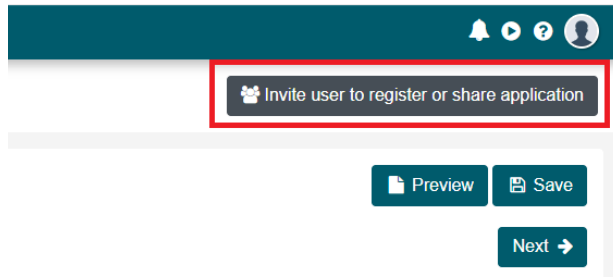 Invite user to register or share application
Preview Save
Next